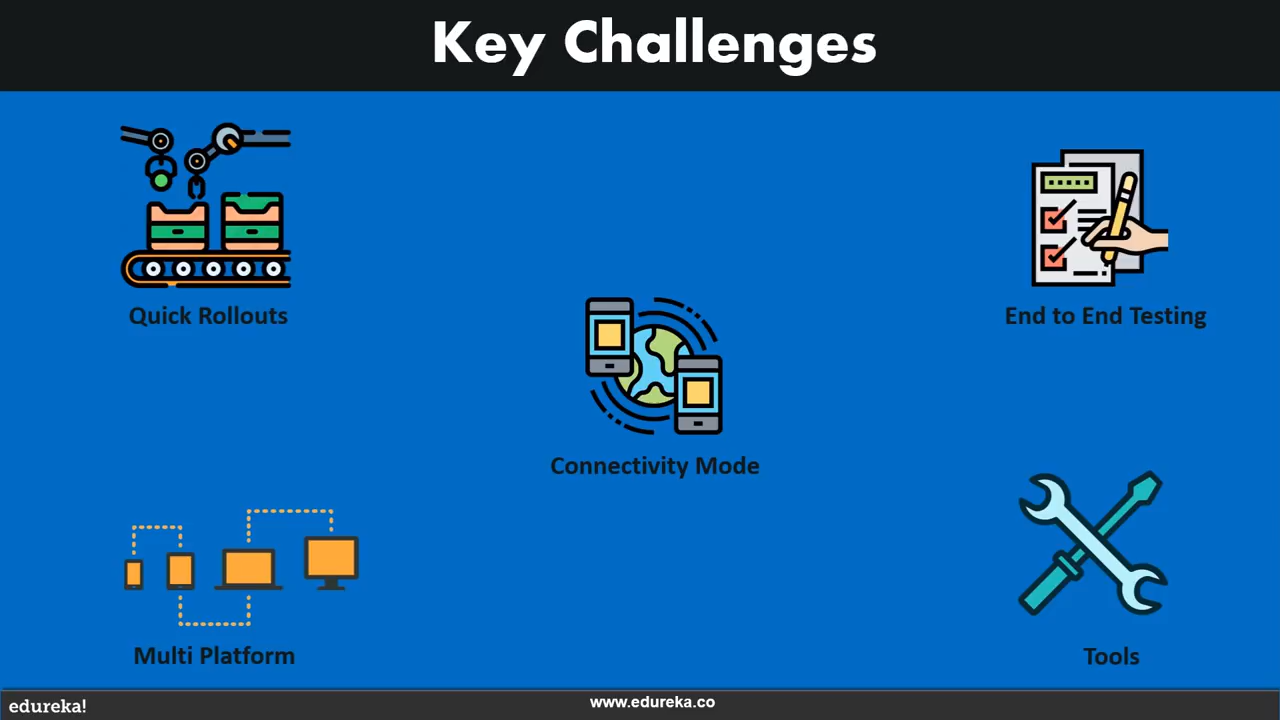 Key Challenges
Quick Rollouts
End to End Testing
Connectivity Mode
Multi Platform
Tools
edureka!
www.edureka.co